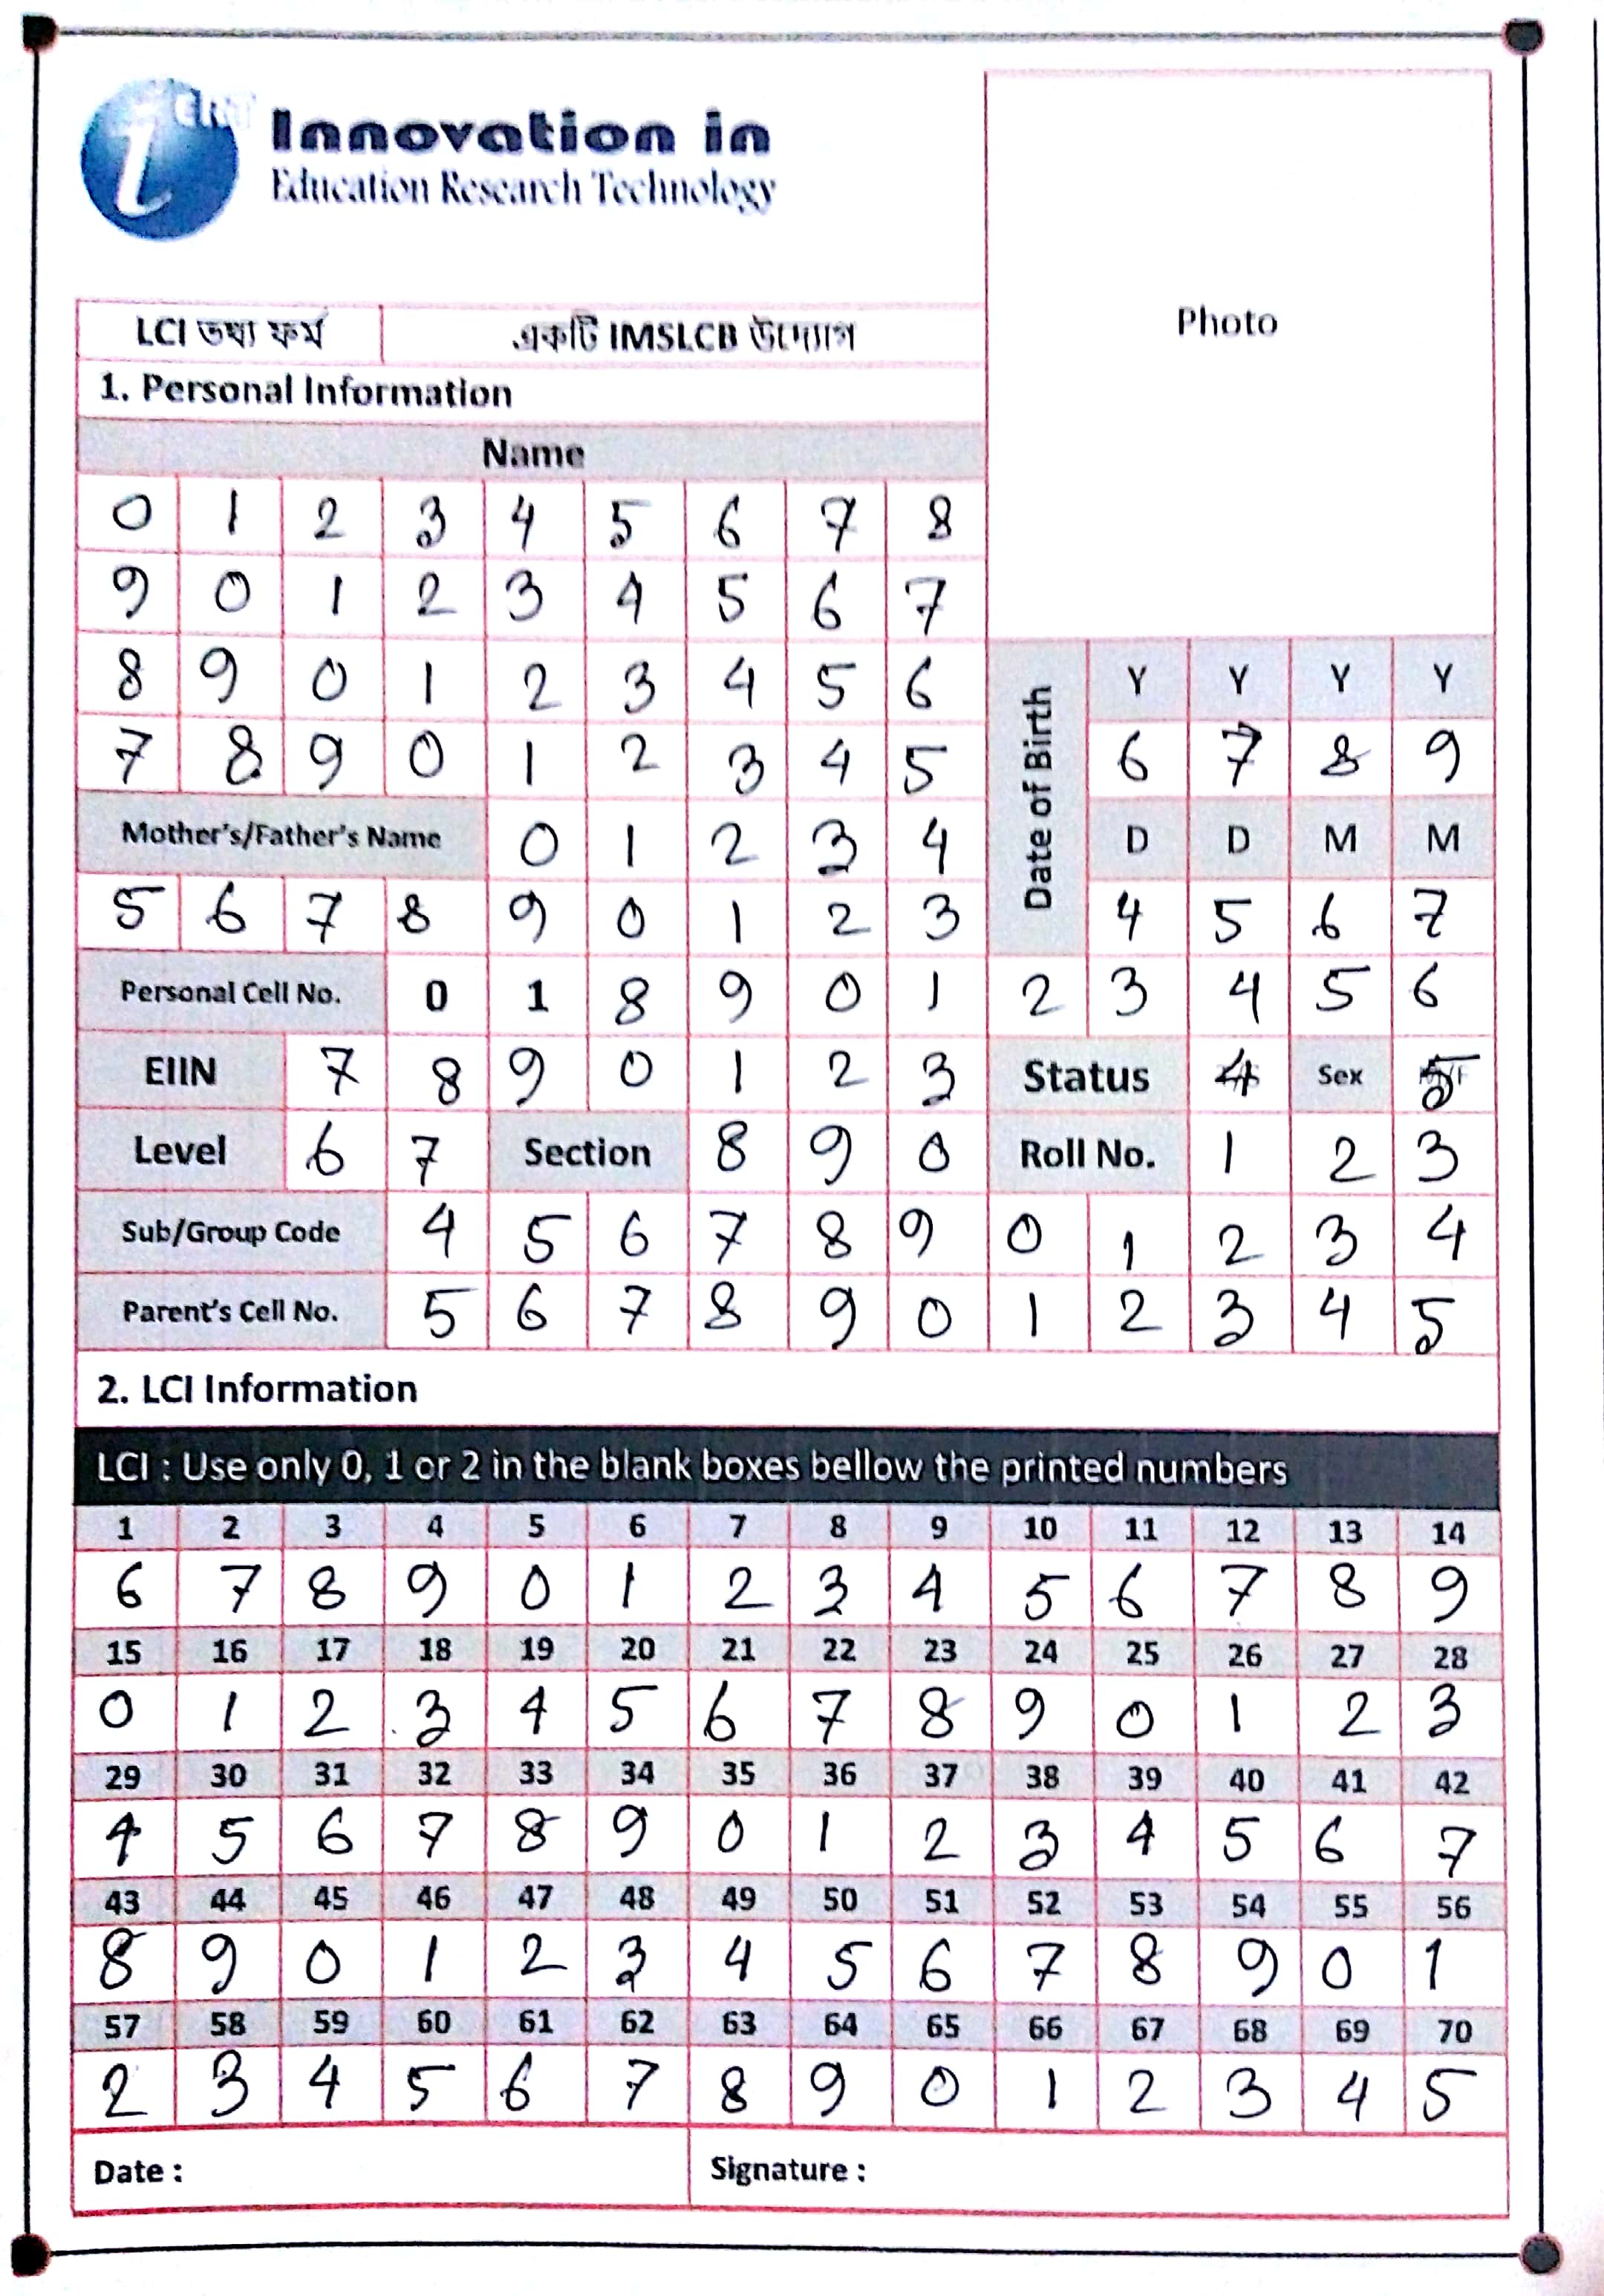 iERT Innovation in
Education Research Technology
Photo
LCI তথ্য ফর্ম একটি IMSLCB উদ্যোগ
1. Personal Information
Name
0 1 2 3 4 5 6 7 8
9 0 1 2 3 4 5 6 7
8 9 0 1 2 3 4 5 6
7 8 9 0 1 2 3 4 5
Date of Birth
Y Y Y Y
6 7 8 9
D D M M
4 5 6 7
Mother's/Father's Name 0 1 2 3 4
5 6 7 8 9 0 1 2 3
Personal Cell No. 0 1 8 9 0 1 2 3 4 5 6
EIIN 7 8 9 0 1 2 3 Status 4 Sex 5
Level 6 7 Section 8 9 0 Roll No. 1 2 3
Sub/Group Code 4 5 6 7 8 9 0 1 2 3 4
Parent's Cell No. 5 6 7 8 9 0 1 2 3 4 5
2. LCI Information
LCI : Use only 0, 1 or 2 in the blank boxes bellow the printed numbers
1 2 3 4 5 6 7 8 9 10 11 12 13 14
6 7 8 9 0 1 2 3 4 5 6 7 8 9
15 16 17 18 19 20 21 22 23 24 25 26 27 28
0 1 2 3 4 5 6 7 8 9 0 1 2 3
29 30 31 32 33 34 35 36 37 38 39 40 41 42
4 5 6 7 8 9 0 1 2 3 4 5 6 7
43 44 45 46 47 48 49 50 51 52 53 54 55 56
8 9 0 1 2 3 4 5 6 7 8 9 0 1
57 58 59 60 61 62 63 64 65 66 67 68 69 70
2 3 4 5 6 7 8 9 0 1 2 3 4 5
Date : Signature :